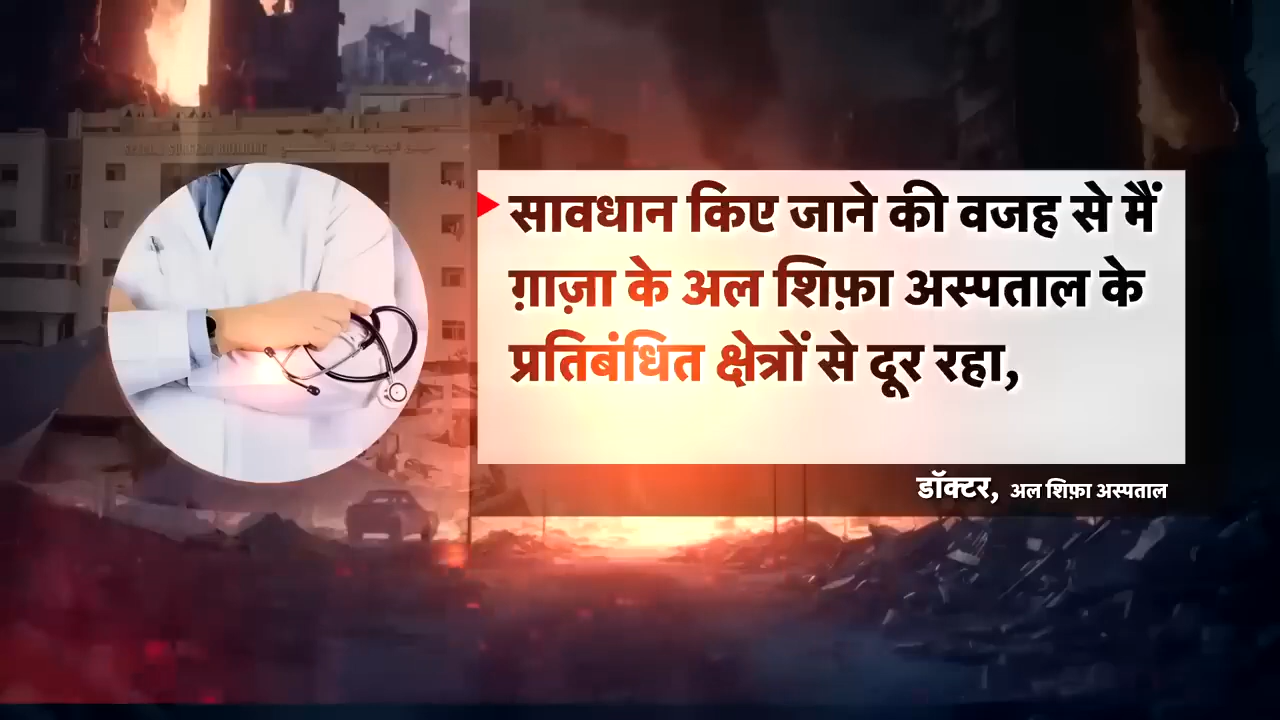 सावधान किए जाने की वजह से मैं
ग़ाज़ा के अल शिफ़ा अस्पताल के
प्रतिबंधित क्षेत्रों से दूर रहा,
डॉक्टर, अल शिफ़ा अस्पताल